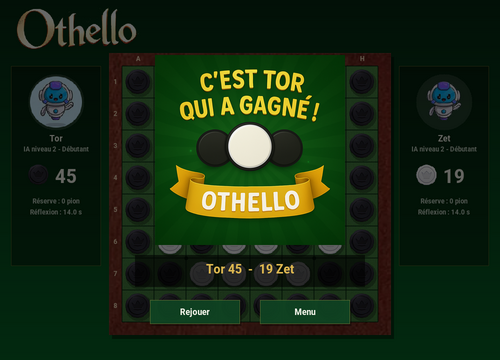 Othello
A
H
C'EST TOR
QUI A GAGNÉ !
OTHELLO
1
2
3
4
5
6
7
8
Tor
IA niveau 2 - Débutant
45
Réserve : 0 pion
Réflexion : 14.0 s
Zet
IA niveau 2 - Débutant
19
Réserve : 0 pion
Réflexion : 14.0 s
Tor 45 - 19 Zet
Rejouer
Menu